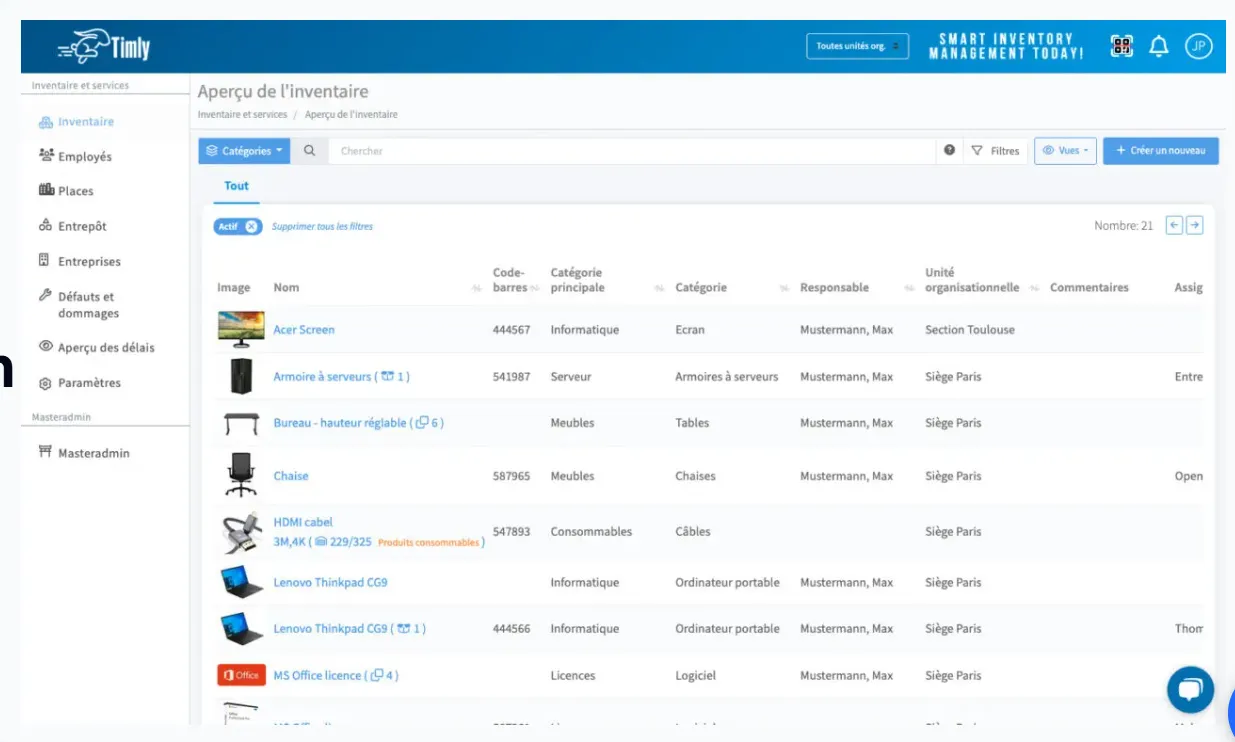 Timly
Toutes unités org.
SMART INVENTORY
MANAGEMENT TODAY!
JP
Inventaire et services
Inventaire
Employés
Places
Entrepôt
Entreprises
Défauts et
dommages
Aperçu des délais
Paramètres
Masteradmin
Masteradmin
n
Aperçu de l'inventaire
Inventaire et services / Aperçu de l'inventaire
Catégories
Chercher
Filtres
Vues
+ Créer un nouveau
Tout
Actif
Supprimer tous les filtres
Nombre: 21
Image Nom Code-barres Catégorie principale Catégorie Responsable Unité organisationnelle Commentaires Assig
Acer Screen 444567 Informatique Ecran Mustermann, Max Section Toulouse
Armoire à serveurs ( 1 ) 541987 Serveur Armoires à serveurs Mustermann, Max Siège Paris Entre
Bureau - hauteur réglable ( 6 ) Meubles Tables Mustermann, Max Siège Paris
Chaise 587965 Meubles Chaises Mustermann, Max Siège Paris Open
HDMI cabel
3M,4K ( 229/325 Produits consommables ) 547893 Consommables Câbles Siège Paris
Lenovo Thinkpad CG9 Informatique Ordinateur portable Mustermann, Max Siège Paris
Lenovo Thinkpad CG9 ( 1 ) 444566 Informatique Ordinateur portable Mustermann, Max Siège Paris Thom
Office MS Office licence ( 4 ) Licences Logiciel Mustermann, Max Siège Paris